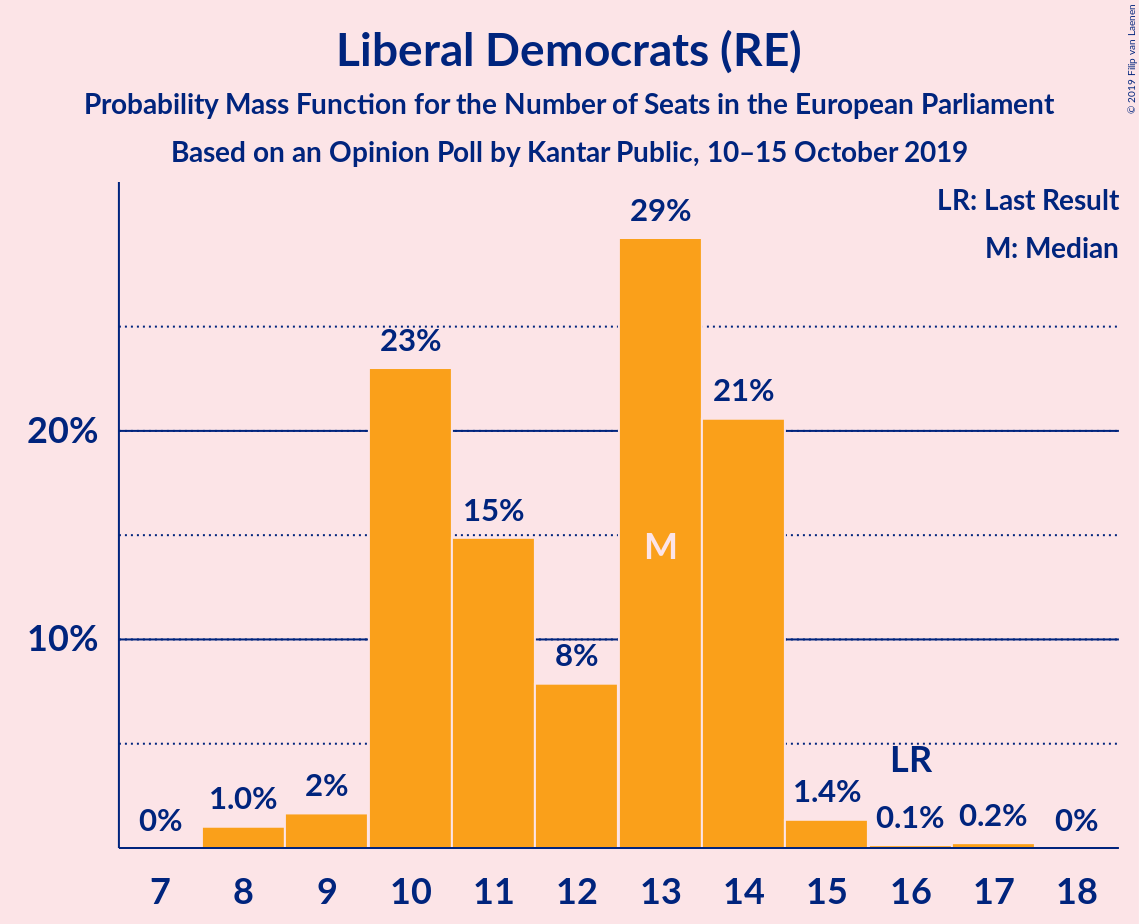 Liberal Democrats (RE)
Probability Mass Function for the Number of Seats in the European Parliament
Based on an Opinion Poll by Kantar Public, 10–15 October 2019
© 2019 Filip van Laenen
LR: Last Result
M: Median
20%
10%
0%
1.0%
2%
23%
15%
8%
29%
M
21%
1.4%
LR
0.1%
0.2%
0%
7 8 9 10 11 12 13 14 15 16 17 18